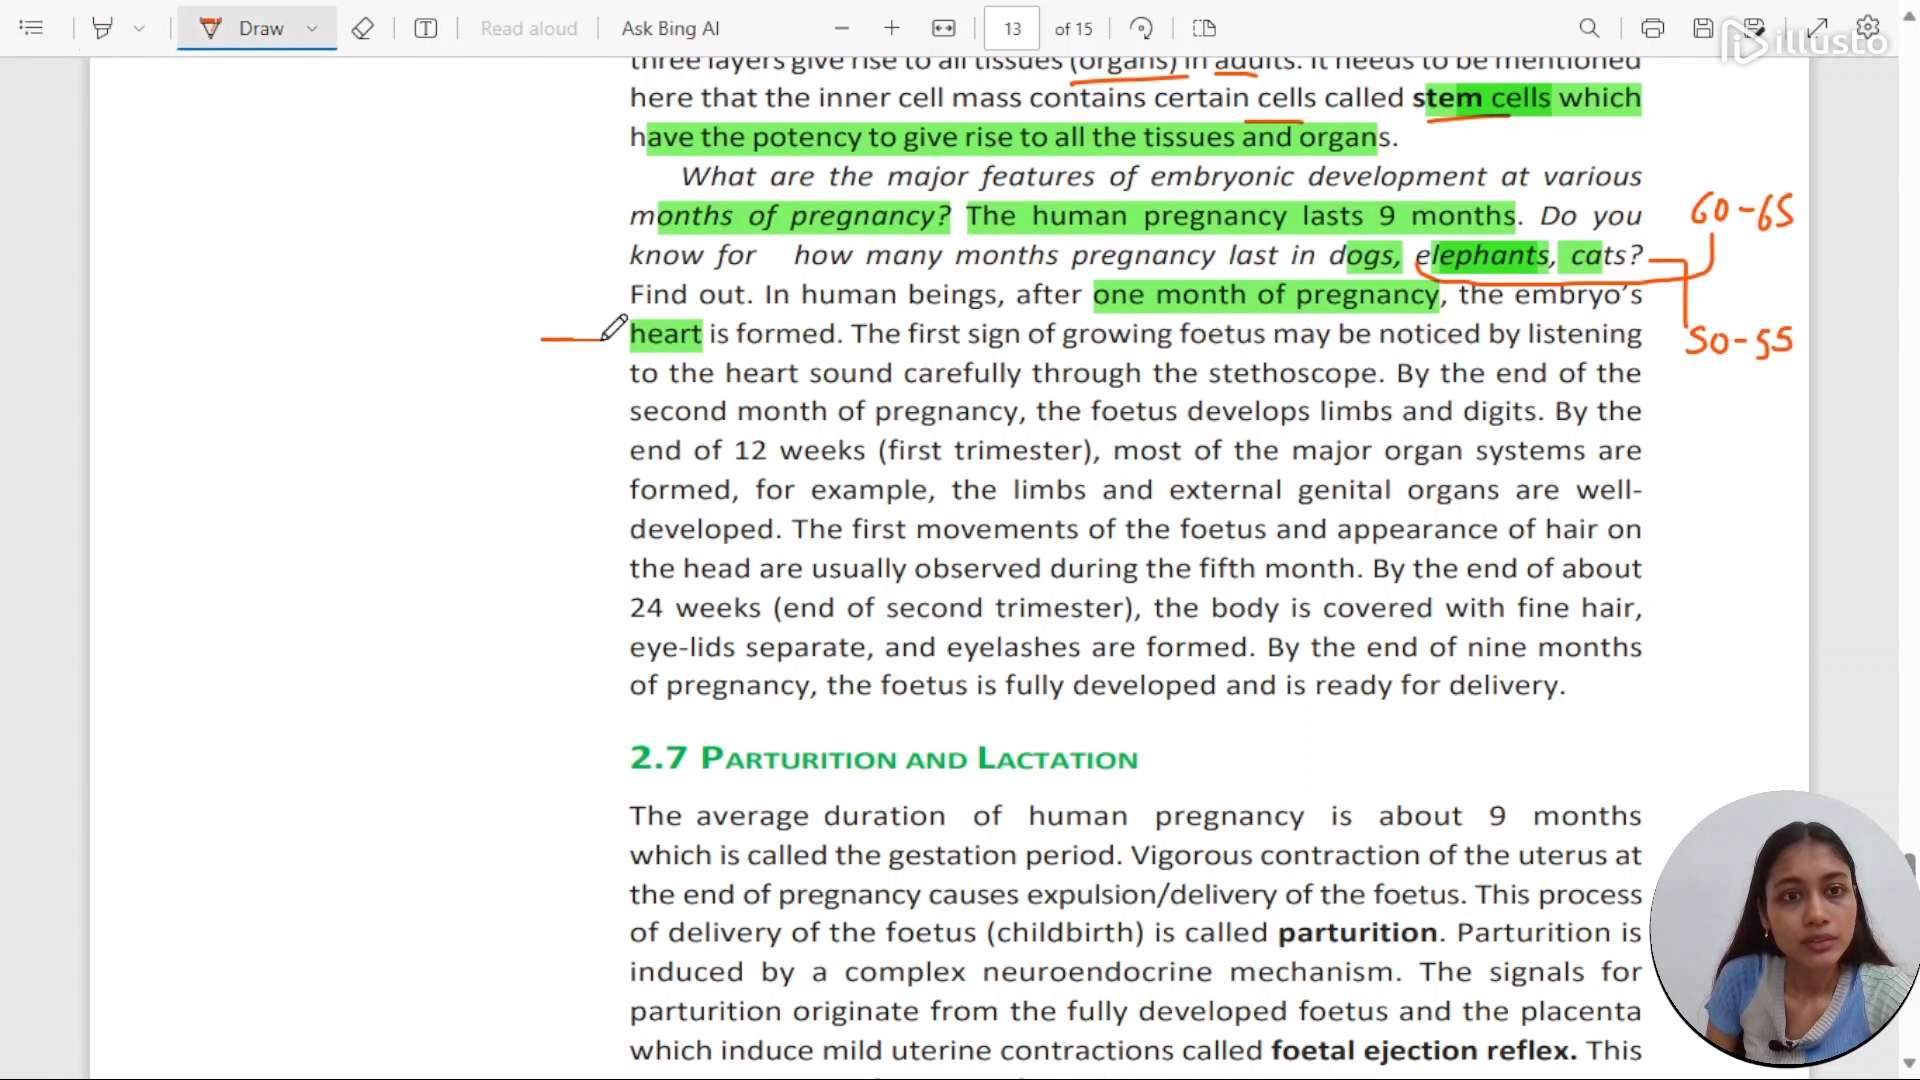 Draw
Read aloud
Ask Bing AI
13
of 15
illusto
three layers give rise to all tissues (organs) in adults. It needs to be mentioned
here that the inner cell mass contains certain cells called stem cells which
have the potency to give rise to all the tissues and organs.
What are the major features of embryonic development at various
months of pregnancy? The human pregnancy lasts 9 months. Do you
know for how many months pregnancy last in dogs, elephants, cats?
Find out. In human beings, after one month of pregnancy, the embryo’s
heart is formed. The first sign of growing foetus may be noticed by listening
to the heart sound carefully through the stethoscope. By the end of the
second month of pregnancy, the foetus develops limbs and digits. By the
end of 12 weeks (first trimester), most of the major organ systems are
formed, for example, the limbs and external genital organs are well-
developed. The first movements of the foetus and appearance of hair on
the head are usually observed during the fifth month. By the end of about
24 weeks (end of second trimester), the body is covered with fine hair,
eye-lids separate, and eyelashes are formed. By the end of nine months
of pregnancy, the foetus is fully developed and is ready for delivery.
60-65
50-55
2.7 PARTURITION AND LACTATION
The average duration of human pregnancy is about 9 months
which is called the gestation period. Vigorous contraction of the uterus at
the end of pregnancy causes expulsion/delivery of the foetus. This process
of delivery of the foetus (childbirth) is called parturition. Parturition is
induced by a complex neuroendocrine mechanism. The signals for
parturition originate from the fully developed foetus and the placenta
which induce mild uterine contractions called foetal ejection reflex. This